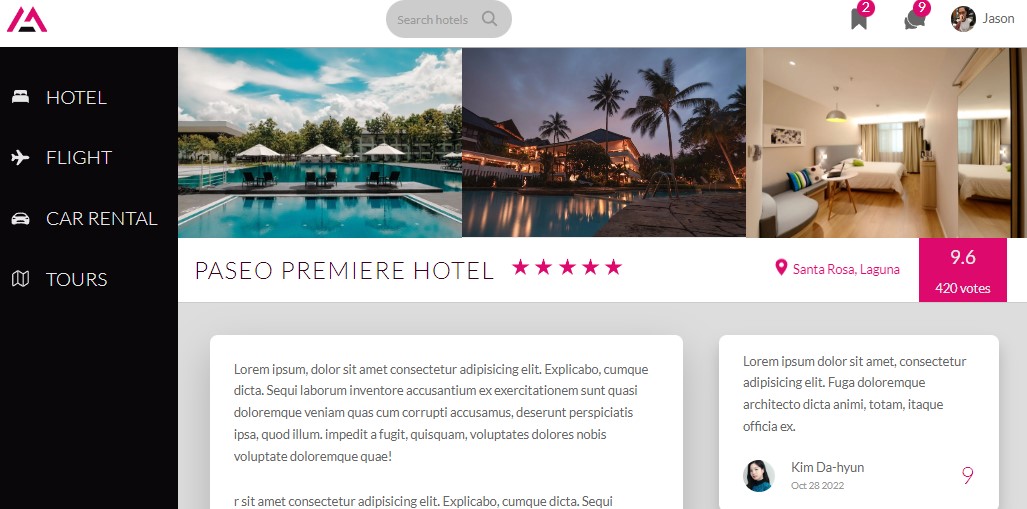 Search hotels
2
9
Jason
HOTEL
FLIGHT
CAR RENTAL
TOURS
PASEO PREMIERE HOTEL
Santa Rosa, Laguna
9.6
420 votes
Lorem ipsum, dolor sit amet consectetur adipisicing elit. Explicabo, cumque
dicta. Sequi laborum inventore accusantium ex exercitationem sunt quasi
doloremque veniam quas cum corrupti accusamus, deserunt perspiciatis
ipsa, quod illum. impedit a fugit, quisquam, voluptates dolores nobis
voluptate doloremque quae!
r sit amet consectetur adipisicing elit. Explicabo, cumque dicta. Sequi
Lorem ipsum dolor sit amet, consectetur
adipisicing elit. Fuga doloremque
architecto dicta animi, totam, itaque
officia ex.
Kim Da-hyun
Oct 28 2022
9